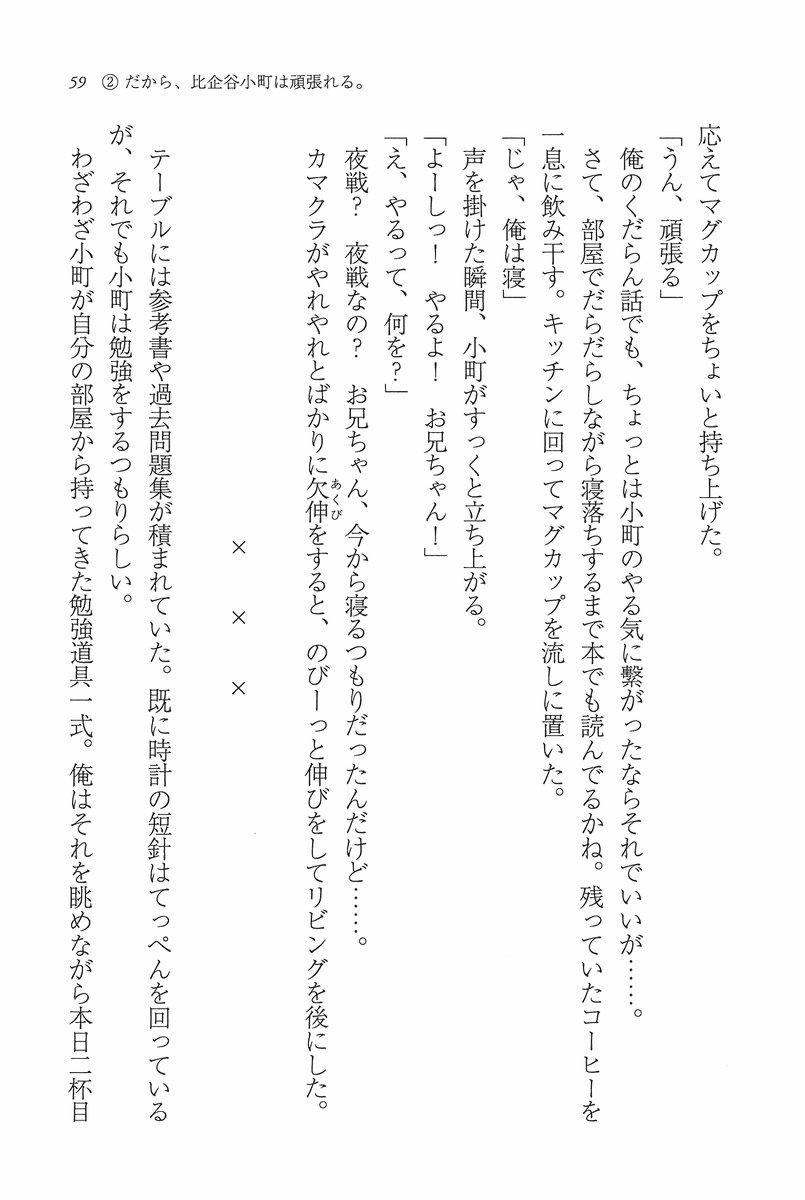 59 ② だから、比企谷小町は頑張れる。
応えてマグカップをちょいと持ち上げた。
「うん、頑張る」
俺のくだらん話でも、ちょっとは小町のやる気に繋がったならそれでいいが……。
さて、部屋でだらだらしながら寝落ちするまで本でも読んでるかね。残っていたコーヒーを
一息に飲み干す。キッチンに回ってマグカップを流しに置いた。
「じゃ、俺は寝」
声を掛けた瞬間、小町がすっくと立ち上がる。
「よーしっ！　やるよ！　お兄ちゃん！」
「え、やるって、何を？」
夜戦？　夜戦なの？　お兄ちゃん、今から寝るつもりだったんだけど……。
カマクラがやれやれとばかりに欠伸をすると、のびーっと伸びをしてリビングを後にした。
あくび
× × ×
テーブルには参考書や過去問題集が積まれていた。既に時計の短針はてっぺんを回っている
が、それでも小町は勉強をするつもりらしい。
わざわざ小町が自分の部屋から持ってきた勉強道具一式。俺はそれを眺めながら本日二杯目